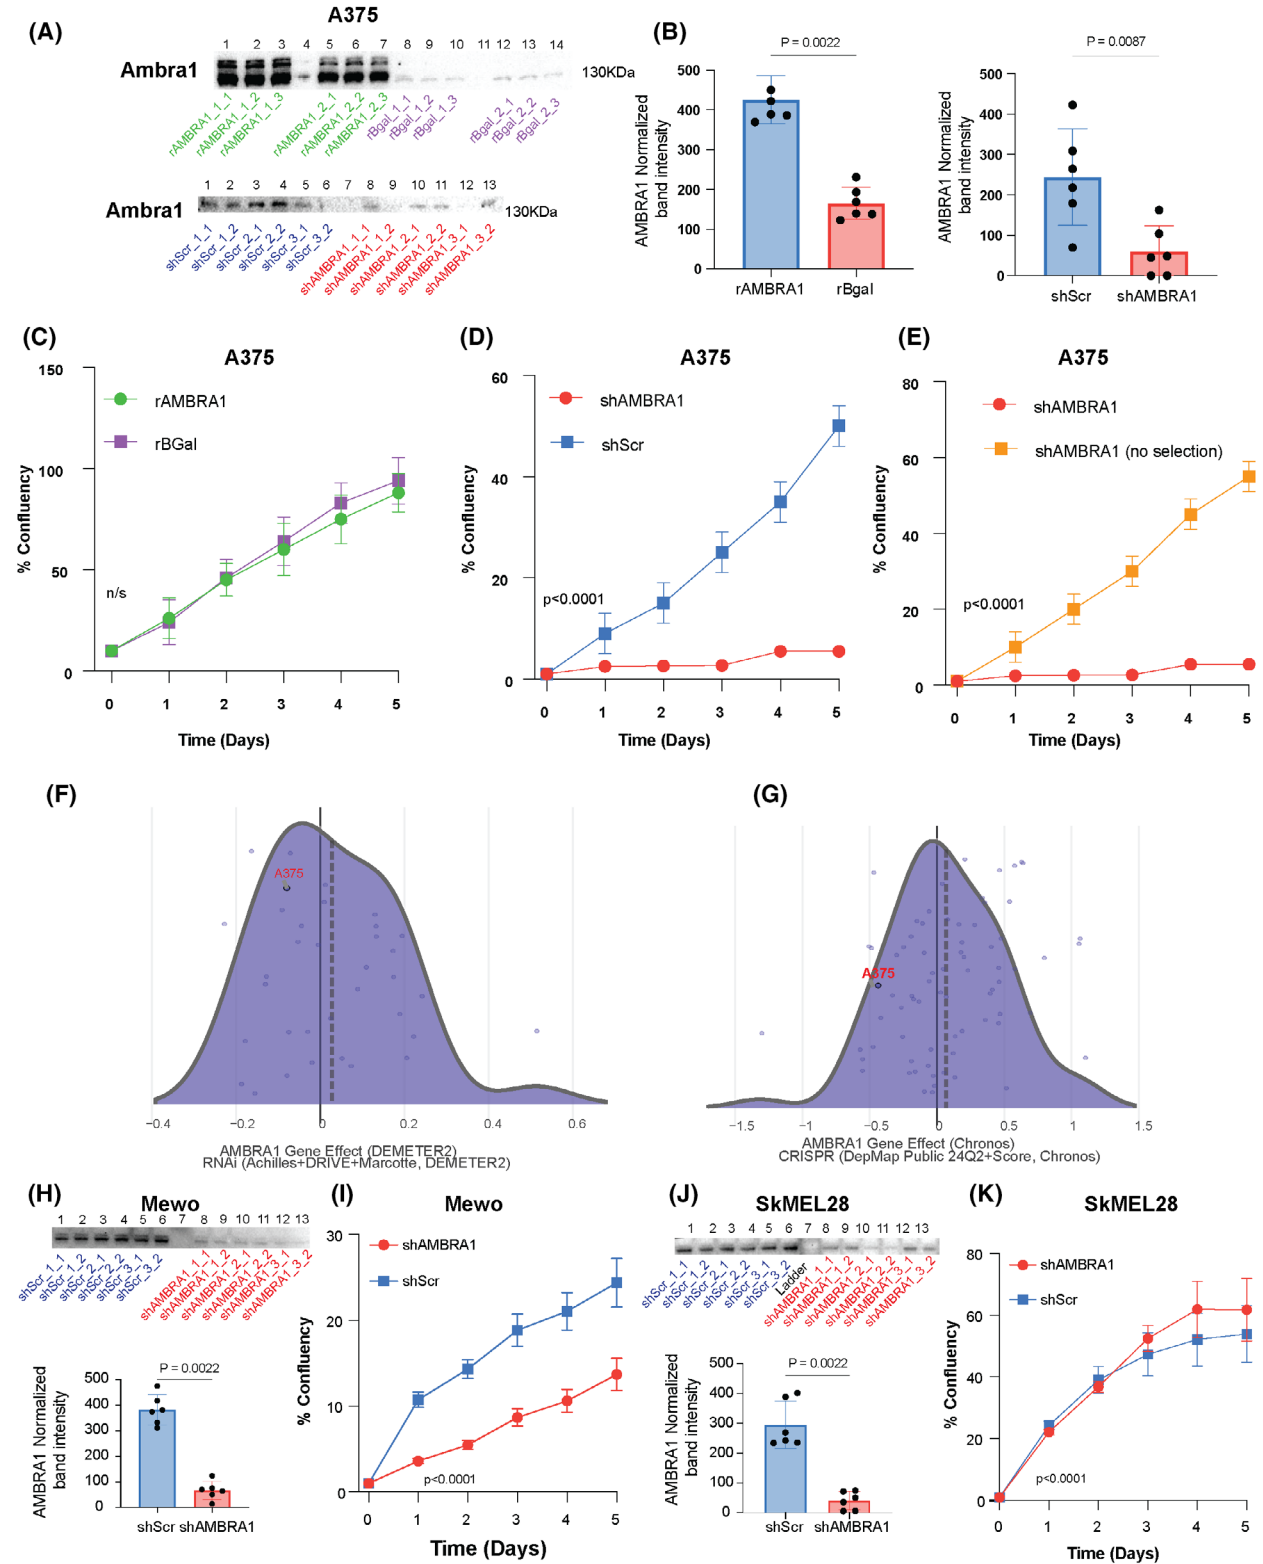 (A)
A375
1 2 3 4 5 6 7 8 9 10 11 12 13 14
Ambra1
130KDa
rAMBRA1_1_1
rAMBRA1_1_2
rAMBRA1_1_3
rAMBRA1_2_1
rAMBRA1_2_2
rAMBRA1_2_3
rBgal_1_1
rBgal_1_2
rBgal_1_3
rBgal_2_1
rBgal_2_2
rBgal_2_3
1 2 3 4 5 6 7 8 9 10 11 12 13
Ambra1
130KDa
shScr_1_1
shScr_1_2
shScr_2_1
shScr_2_2
shScr_3_1
shScr_3_2
shAMBRA1_1_1
shAMBRA1_1_2
shAMBRA1_2_1
shAMBRA1_2_2
shAMBRA1_3_1
shAMBRA1_3_2
(B)
P = 0.0022
AMBRA1 Normalized
band intensity
500
400
300
200
100
0
rAMBRA1 rBgal
P = 0.0087
AMBRA1 Normalized
band intensity
500
400
300
200
100
0
shScr shAMBRA1
(C)
A375
150
100
50
0
% Confluency
rAMBRA1
rBGal
n/s
0 1 2 3 4 5
Time (Days)
(D)
A375
60
40
20
0
% Confluency
shAMBRA1
shScr
p<0.0001
0 1 2 3 4 5
Time (Days)
(E)
A375
80
60
40
20
0
% Confluency
shAMBRA1
shAMBRA1 (no selection)
p<0.0001
0 1 2 3 4 5
Time (Days)
(F)
A375
−0.4 −0.2 0 0.2 0.4 0.6
AMBRA1 Gene Effect (DEMETER2)
RNAi (Achilles+DRIVE+Marcotte, DEMETER2)
(G)
A375
−1.5 −1 −0.5 0 0.5 1 1.5
AMBRA1 Gene Effect (Chronos)
CRISPR (DepMap Public 24Q2+Score, Chronos)
(H)
Mewo
1 2 3 4 5 6 7 8 9 10 11 12 13
shScr_1_1
shScr_1_2
shScr_2_1
shScr_2_2
shScr_3_1
shScr_3_2
shAMBRA1_1_1
shAMBRA1_1_2
shAMBRA1_2_1
shAMBRA1_2_2
shAMBRA1_3_1
shAMBRA1_3_2
P = 0.0022
AMBRA1 Normalized
band intensity
500
400
300
200
100
0
shScr shAMBRA1
(I)
Mewo
30
20
10
0
% Confluency
shAMBRA1
shScr
p<0.0001
0 1 2 3 4 5
Time (Days)
(J)
SkMEL28
1 2 3 4 5 6 7 8 9 10 11 12 13
shScr_1_1
shScr_1_2
shScr_2_1
shScr_2_2
shScr_3_1
shScr_3_2
Ladder
shAMBRA1_1_1
shAMBRA1_1_2
shAMBRA1_2_1
shAMBRA1_2_2
shAMBRA1_3_1
shAMBRA1_3_2
P = 0.0022
AMBRA1 Normalized
band intensity
500
400
300
200
100
0
shScr shAMBRA1
(K)
SkMEL28
80
60
40
20
0
% Confluency
shAMBRA1
shScr
p<0.0001
0 1 2 3 4 5
Time (Days)